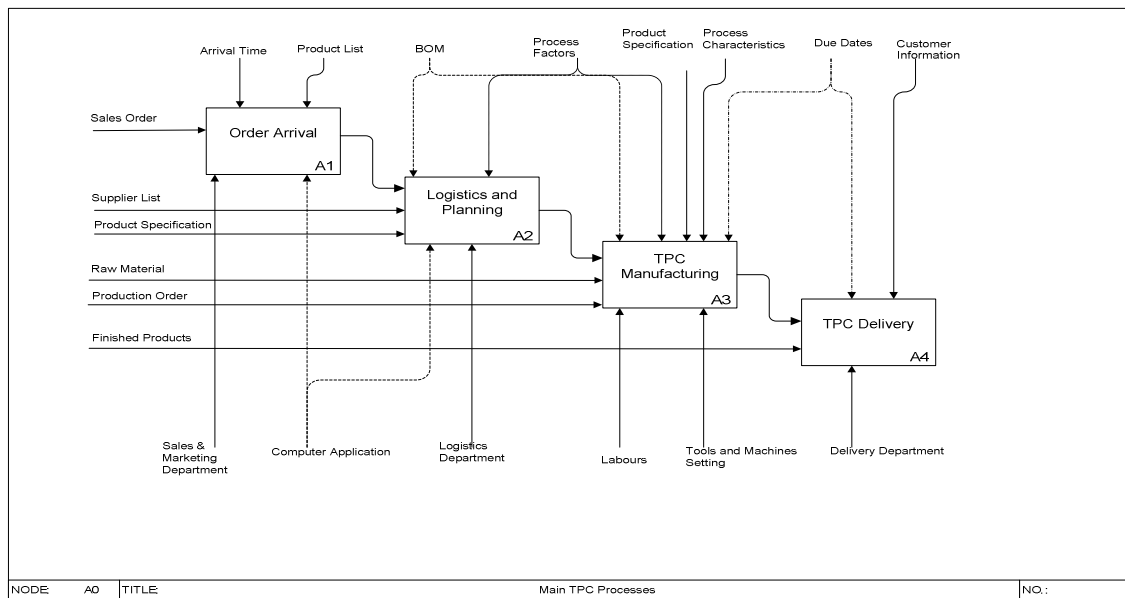 Arrival Time
Product List
BOM
Process
Factors
Product
Specification
Process
Characteristics
Due Dates
Customer
Information
Sales Order
Order Arrival
A1
Supplier List
Product Specification
Logistics and
Planning
A2
Raw Material
Production Order
TPC
Manufacturing
A3
Finished Products
TPC Delivery
A4
Sales &
Marketing
Department
Computer Application
Logistics
Department
Labours
Tools and Machines
Setting
Delivery Department
NODE: A0 TITLE: Main TPC Processes NO.: